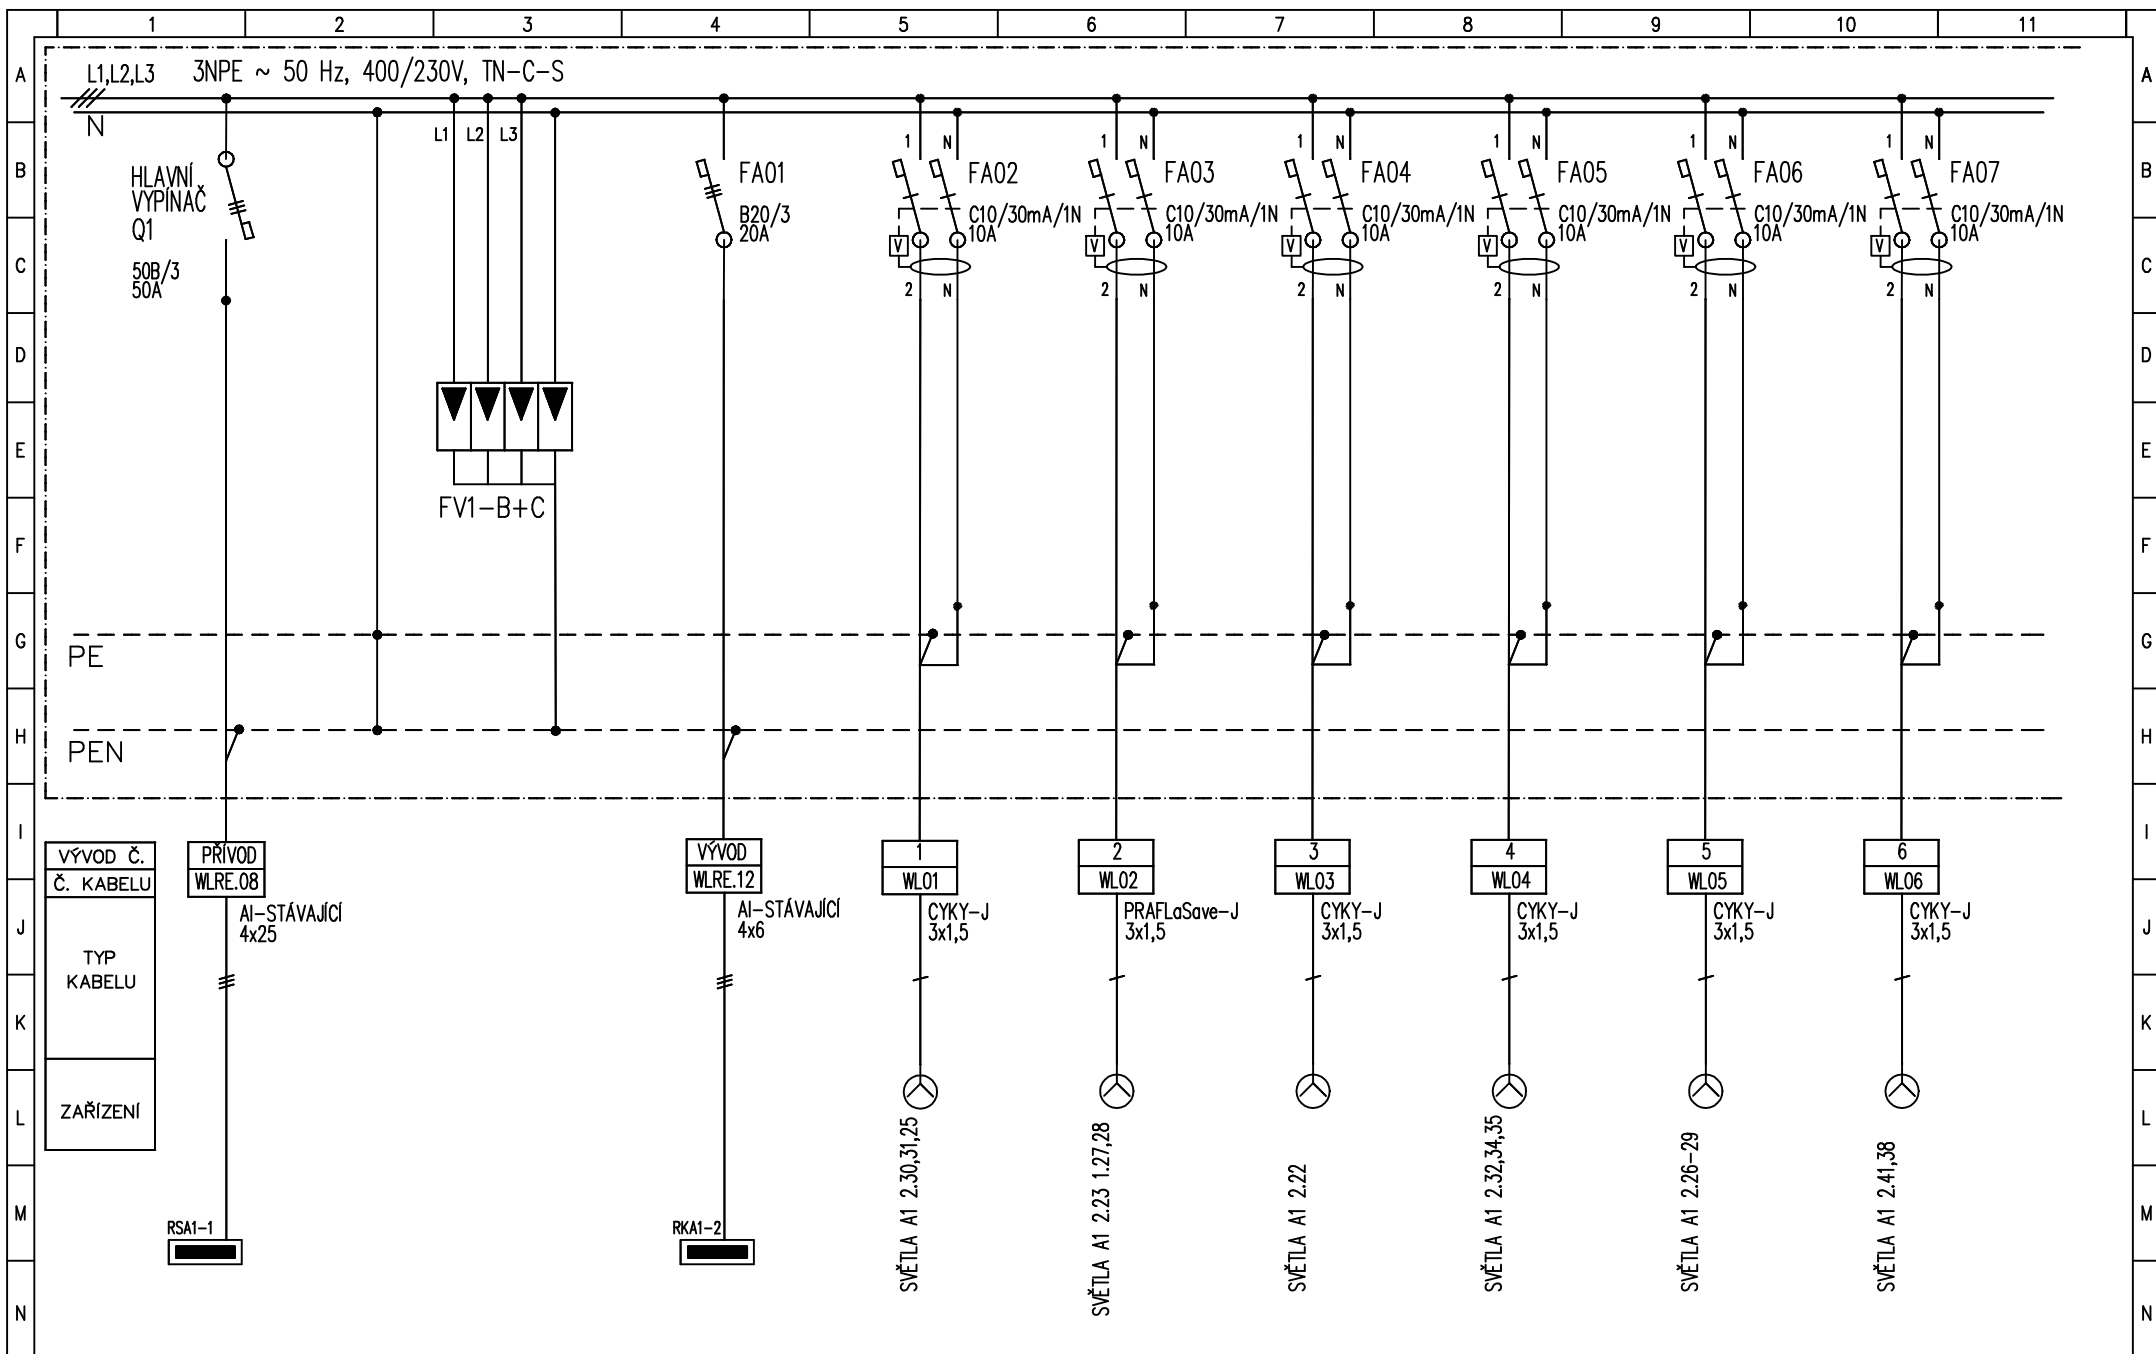 1 2 3 4 5 6 7 8 9 10 11
A A
L1,L2,L3 3NPE ~ 50 Hz, 400/230V, TN-C-S
N
L1 L2 L3
1 N 1 N 1 N 1 N 1 N 1 N
B B
HLAVNÍ
VYPÍNAČ
Q1
50B/3
50A
FA01
B20/3
20A
FA02
C10/30mA/1N
10A
V
2 N
FA03
C10/30mA/1N
10A
V
2 N
FA04
C10/30mA/1N
10A
V
2 N
FA05
C10/30mA/1N
10A
V
2 N
FA06
C10/30mA/1N
10A
V
2 N
FA07
C10/30mA/1N
10A
V
2 N
C C
D D
E E
FV1-B+C
F F
G G
PE
H H
PEN
I I
VÝVOD Č.
Č. KABELU
TYP
KABELU
ZAŘÍZENÍ
PŘÍVOD
WLRE.08
AI-STÁVAJÍCÍ
4x25
VÝVOD
WLRE.12
AI-STÁVAJÍCÍ
4x6
1
WL01
CYKY-J
3x1,5
2
WL02
PRAFLaSave-J
3x1,5
3
WL03
CYKY-J
3x1,5
4
WL04
CYKY-J
3x1,5
5
WL05
CYKY-J
3x1,5
6
WL06
CYKY-J
3x1,5
J J
K K
L L
M M
RSA1-1
RKA1-2
SVĚTLA A1 2.30,31,25
SVĚTLA A1 2.23 1.27,28
SVĚTLA A1 2.22
SVĚTLA A1 2.32,34,35
SVĚTLA A1 2.26-29
SVĚTLA A1 2.41,38
N N